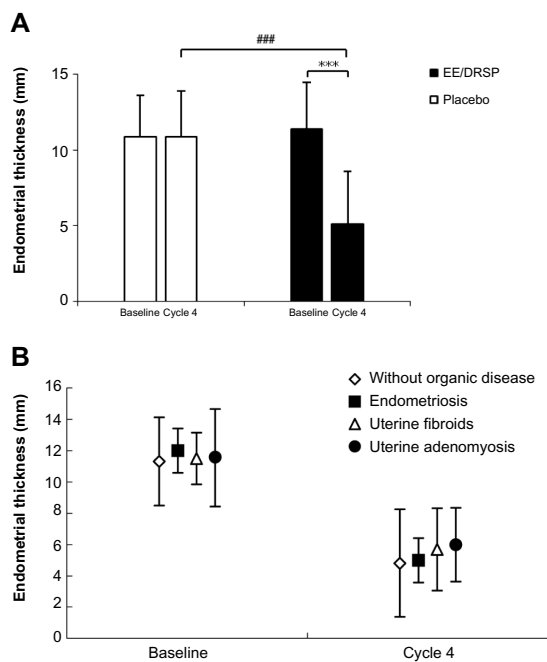 A
###
***
EE/DRSP
Placebo
Endometrial thickness (mm)
15
10
5
0
Baseline Cycle 4
Baseline Cycle 4
B
Without organic disease
Endometriosis
Uterine fibroids
Uterine adenomyosis
Endometrial thickness (mm)
16
14
12
10
8
6
4
2
0
Baseline
Cycle 4